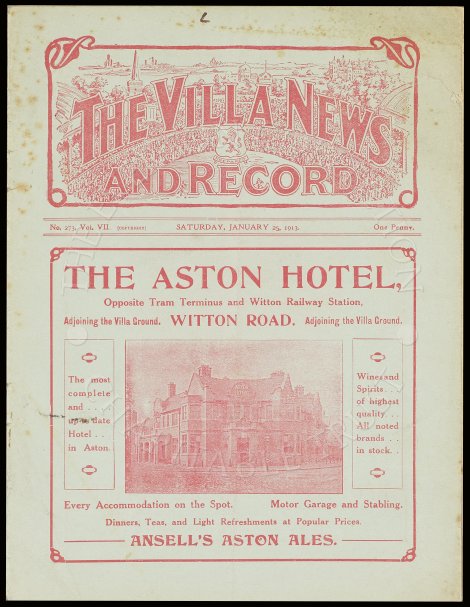 THE VILLA NEWS
AND RECORD
No. 273. Vol. VII. (COPYRIGHT) SATURDAY, JANUARY 25, 1913. One Penny.
THE ASTON HOTEL,
Opposite Tram Terminus and Witton Railway Station,
Adjoining the Villa Ground. WITTON ROAD. Adjoining the Villa Ground.
The most
complete
and . . .
up-to-date
Hotel . .
in Aston.
Wines and
Spirits . . .
of highest
quality. . .
All noted
brands . .
in stock. .
Every Accommodation on the Spot. Motor Garage and Stabling.
Dinners, Teas, and Light Refreshments at Popular Prices.
ANSELL'S ASTON ALES.